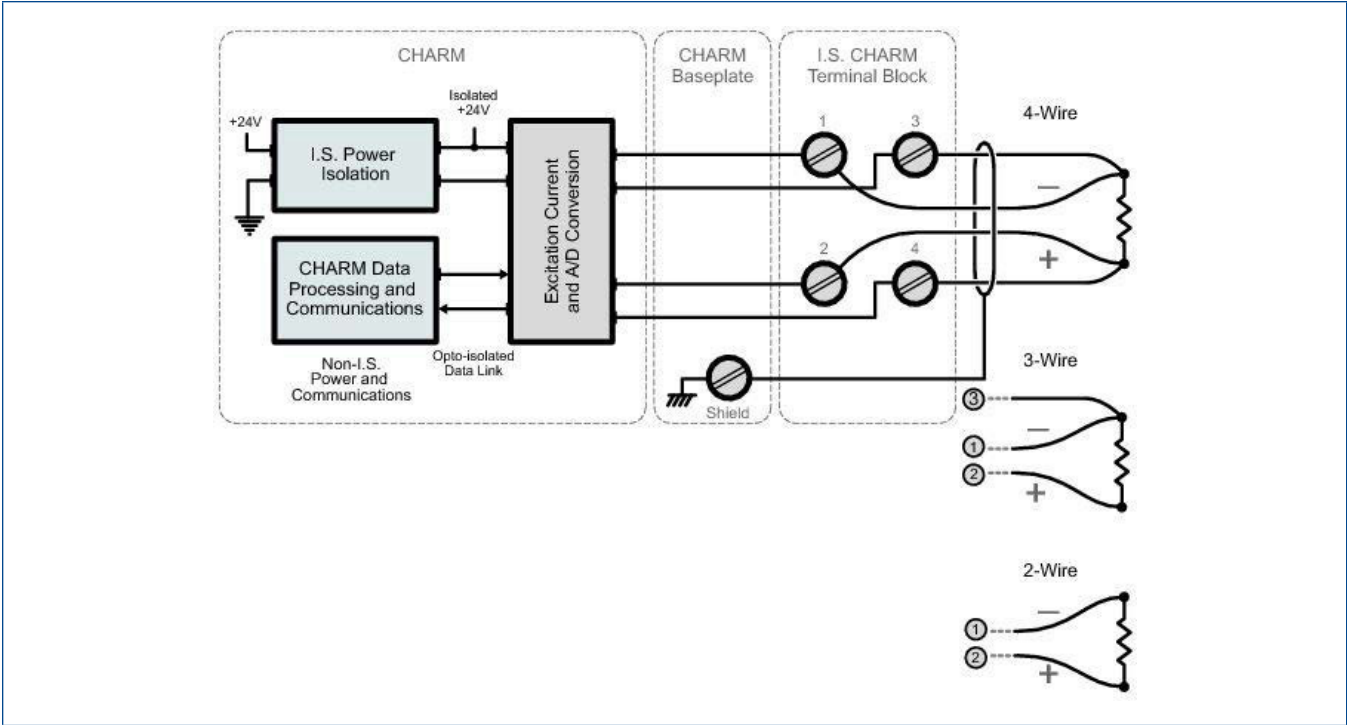 CHARM
CHARM
Baseplate
I.S. CHARM
Terminal Block
+24V
Isolated
+24V
I.S. Power
Isolation
CHARM Data
Processing and
Communications
Non-I.S.
Power and
Communications
Opto-isolated
Data Link
Excitation Current
and A/D Conversion
1
3
2
4
Shield
4-Wire
—
+
3-Wire
3
—
1
2
+
2-Wire
—
1
2
+